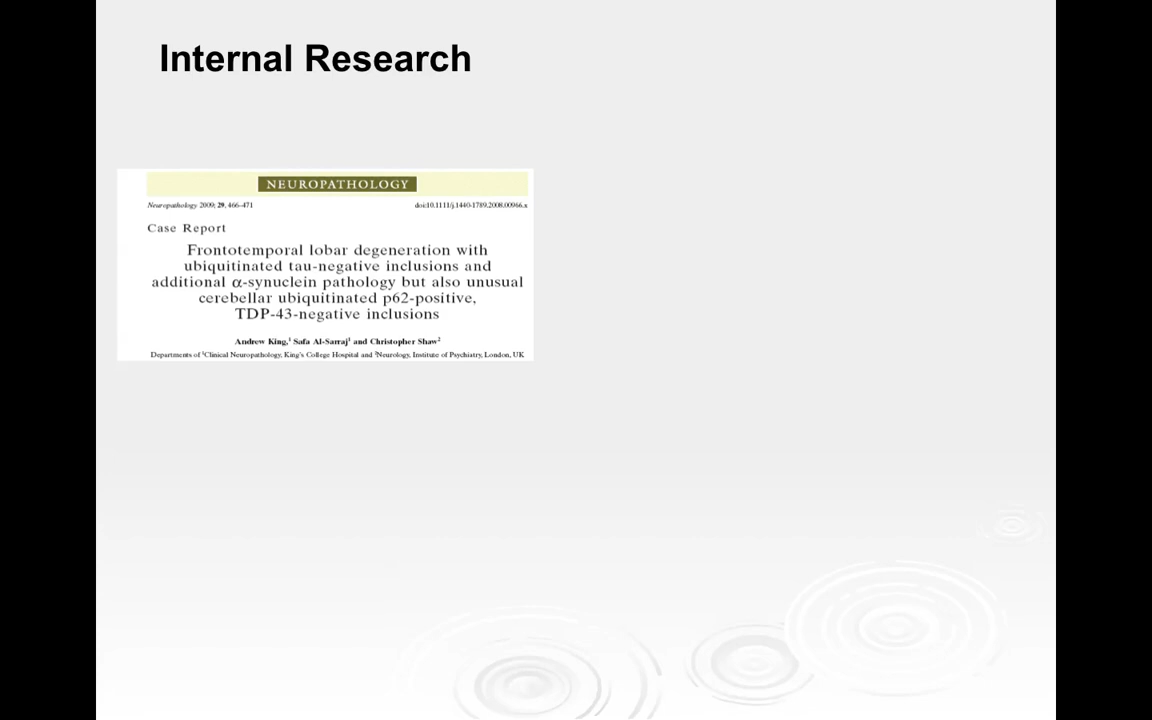 Internal Research
NEUROPATHOLOGY
Neuropathology 2009; 29, 466–471
doi:10.1111/j.1440-1789.2008.00966.x
Case Report
Frontotemporal lobar degeneration with
ubiquitinated tau-negative inclusions and
additional α-synuclein pathology but also unusual
cerebellar ubiquitinated p62-positive,
TDP-43-negative inclusions
Andrew King,¹ Safa Al-Sarraj¹ and Christopher Shaw²
Departments of ¹Clinical Neuropathology, King's College Hospital and ²Neurology, Institute of Psychiatry, London, UK